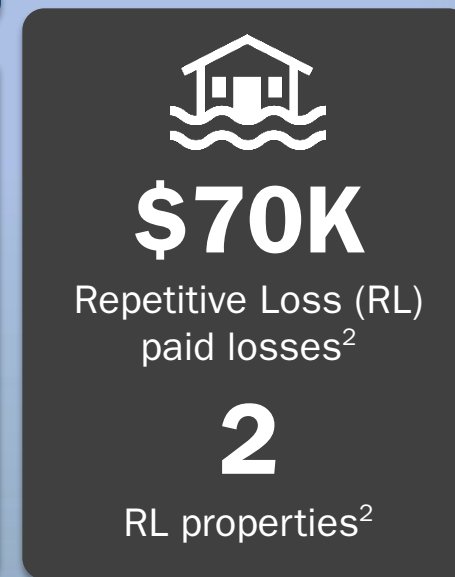 $70K
Repetitive Loss (RL)
paid losses²
2
RL properties²